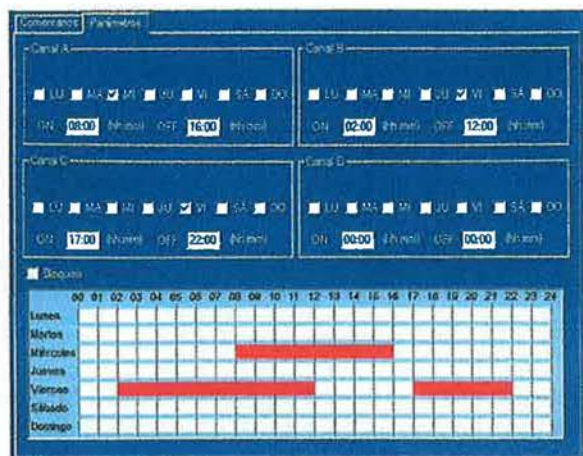 Comentarios Parámetros
Canal A
LU MA MI JU VI SA DO
ON 08:00 (hh:mm) OFF 16:00 (hh:mm)
Canal B
LU MA MI JU VI SA DO
ON 02:00 (hh:mm) OFF 12:00 (hh:mm)
Canal C
LU MA MI JU VI SA DO
ON 17:00 (hh:mm) OFF 22:00 (hh:mm)
Canal D
LU MA MI JU VI SA DO
ON 00:00 (hh:mm) OFF 00:00 (hh:mm)
Bloqueo
00 01 02 03 04 05 06 07 08 09 10 11 12 13 14 15 16 17 18 19 20 21 22 23 24
Lunes
Martes
Miércoles
Jueves
Viernes
Sábado
Domingo